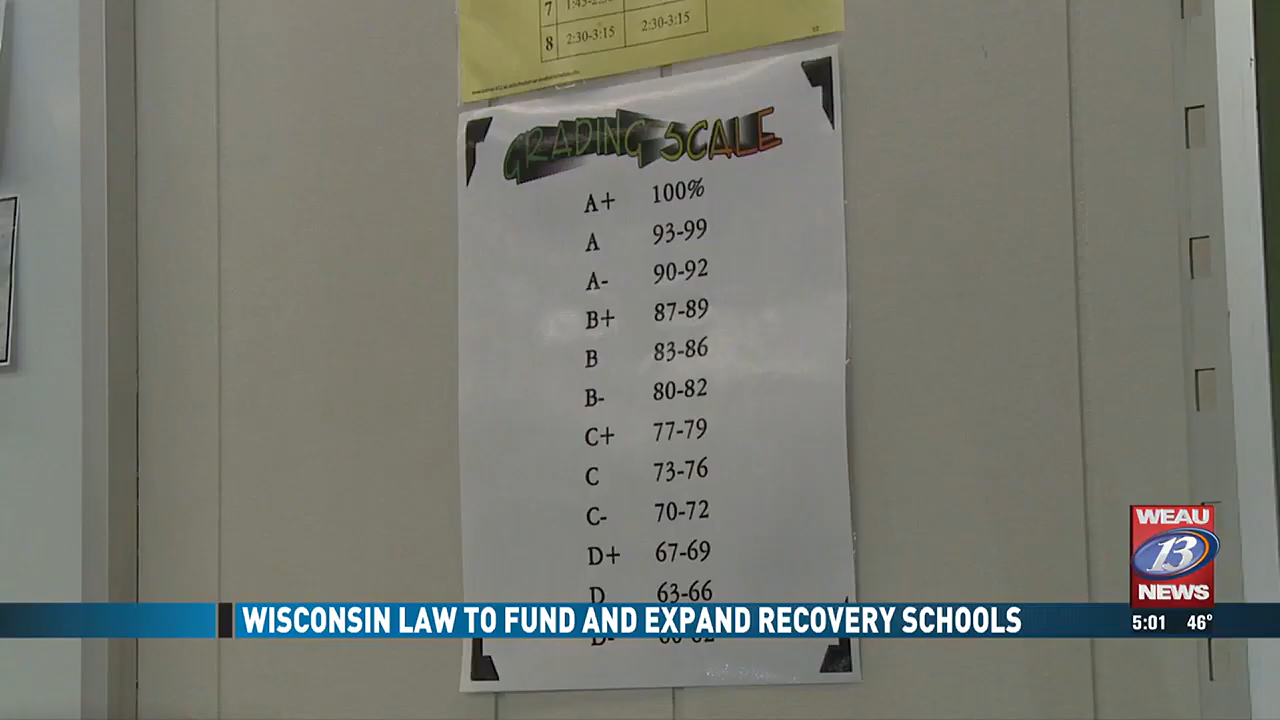 7
8 2:30-3:15 2:30-3:15
GRADING SCALE
A+ 100%
A 93-99
A- 90-92
B+ 87-89
B 83-86
B- 80-82
C+ 77-79
C 73-76
C- 70-72
D+ 67-69
D 63-66
WISCONSIN LAW TO FUND AND EXPAND RECOVERY SCHOOLS
WEAU
13
NEWS
5:01 46°